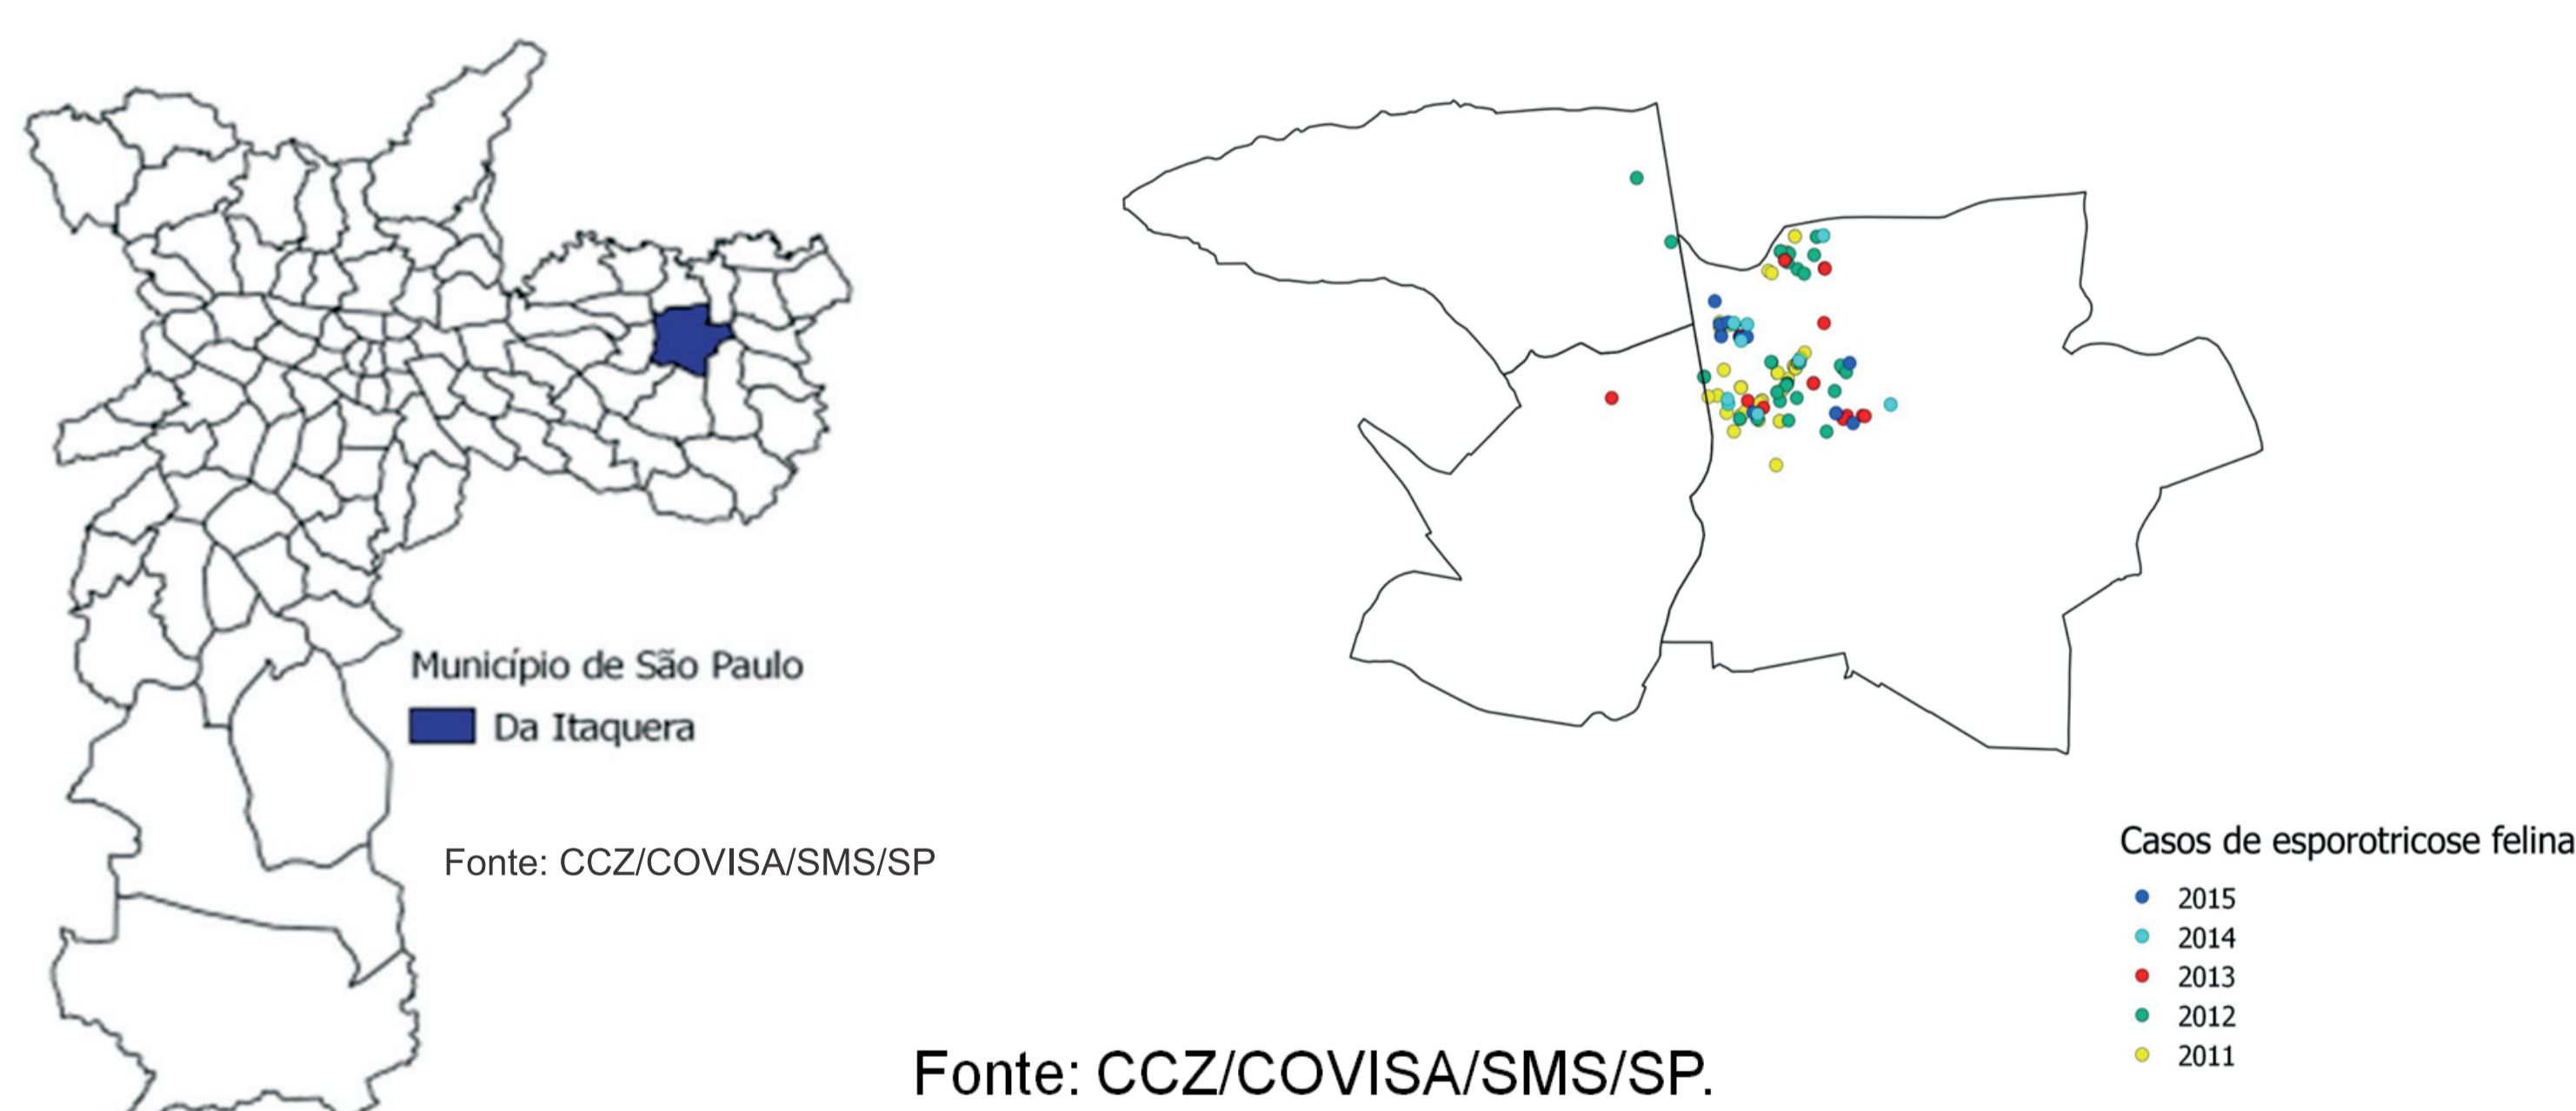 Município de São Paulo
Da Itaquera
Fonte: CCZ/COVISA/SMS/SP
Casos de esporotricose felina
2015
2014
2013
2012
2011
Fonte: CCZ/COVISA/SMS/SP.